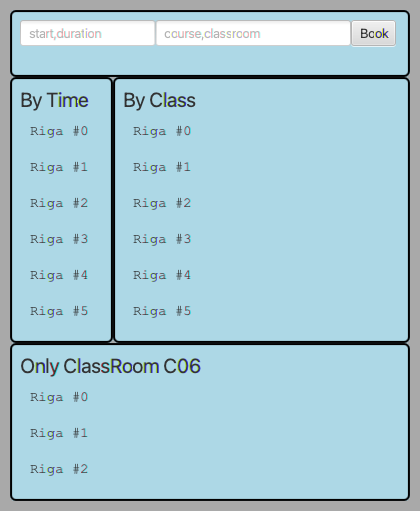 start,duration course,classroom Book
By Time
Riga #0
Riga #1
Riga #2
Riga #3
Riga #4
Riga #5
By Class
Riga #0
Riga #1
Riga #2
Riga #3
Riga #4
Riga #5
Only ClassRoom C06
Riga #0
Riga #1
Riga #2